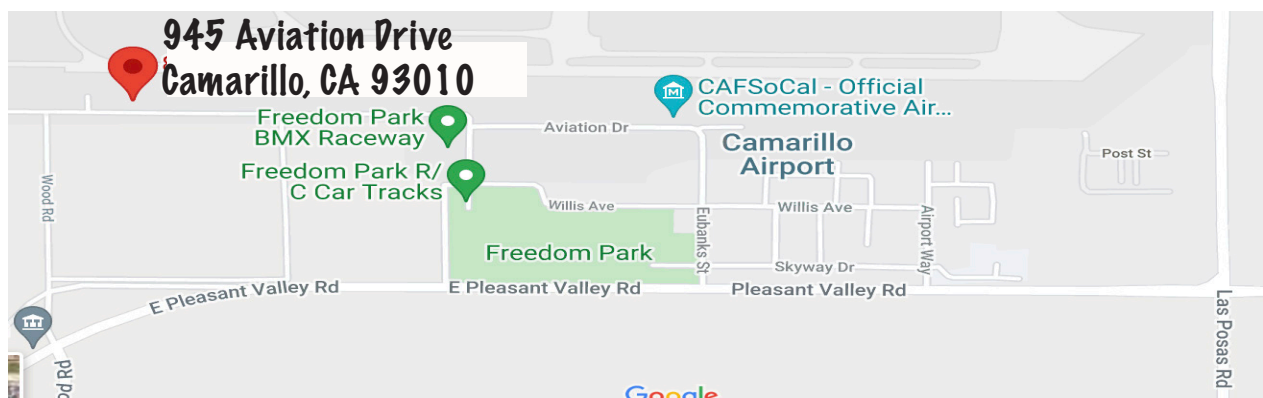 945 Aviation Drive
Camarillo, CA 93010
CAFSoCal - Official
Commemorative Air...
Freedom Park
BMX Raceway
Aviation Dr
Camarillo
Airport
Post St
Freedom Park R/
C Car Tracks
Wood Rd
Willis Ave
Willis Ave
Eubanks St
Airport Way
Freedom Park
Skyway Dr
E Pleasant Valley Rd
E Pleasant Valley Rd
Pleasant Valley Rd
Las Posas Rd
Google